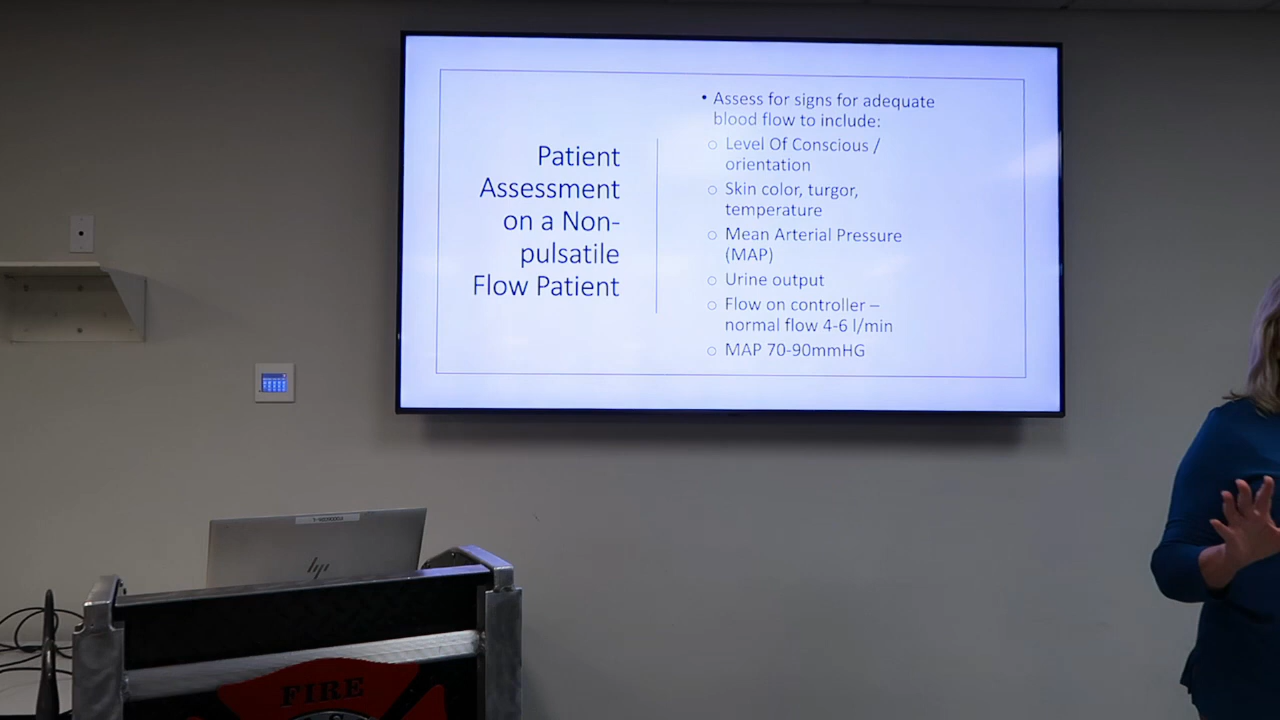 Patient
Assessment
on a Non-
pulsatile
Flow Patient
• Assess for signs for adequate
blood flow to include:
○ Level Of Conscious /
orientation
○ Skin color, turgor,
temperature
○ Mean Arterial Pressure
(MAP)
○ Urine output
○ Flow on controller –
normal flow 4-6 l/min
○ MAP 70-90mmHG
hp
FIRE